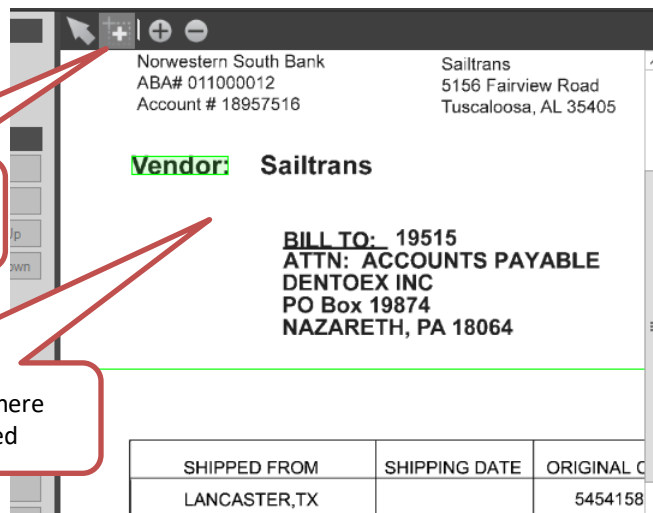 Norwestern South Bank
ABA# 011000012
Account # 18957516
Sailtrans
5156 Fairview Road
Tuscaloosa, AL 35405
Vendor: Sailtrans
BILL TO: 19515
ATTN: ACCOUNTS PAYABLE
DENTOEX INC
PO Box 19874
NAZARETH, PA 18064
SHIPPED FROM SHIPPING DATE ORIGINAL
LANCASTER,TX 5454158